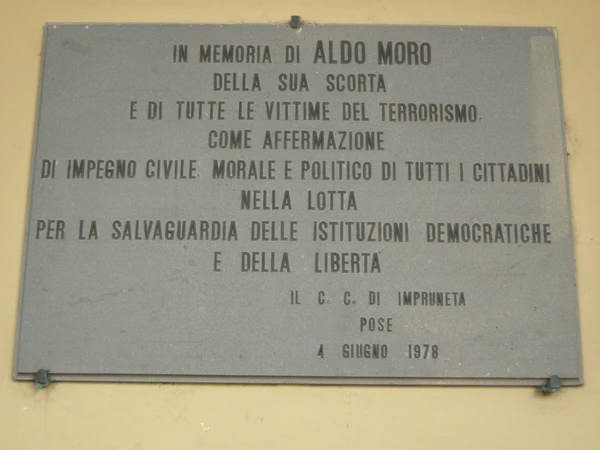 IN MEMORIA DI ALDO MORO
DELLA SUA SCORTA
E DI TUTTE LE VITTIME DEL TERRORISMO
COME AFFERMAZIONE
DI IMPEGNO CIVILE MORALE E POLITICO DI TUTTI I CITTADINI
NELLA LOTTA
PER LA SALVAGUARDIA DELLE ISTITUZIONI DEMOCRATICHE
E DELLA LIBERTÀ
IL C. C. DI IMPRUNETA
POSE
4 GIUGNO 1978